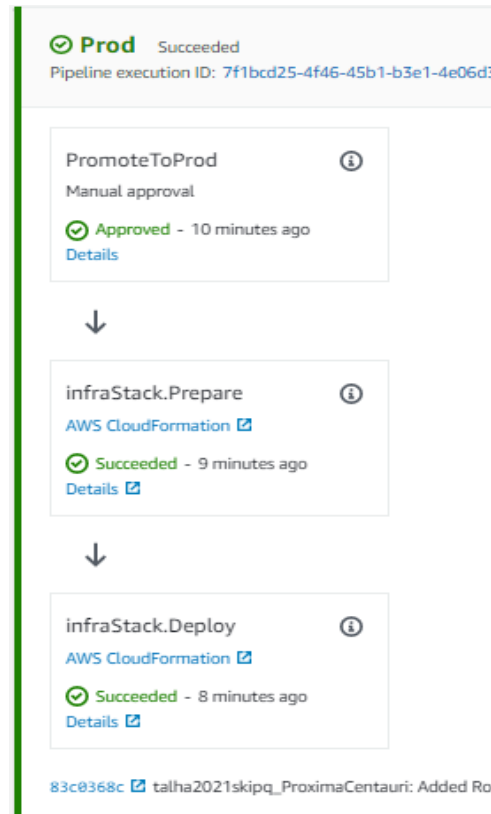 Prod Succeeded
Pipeline execution ID: 7f1bcd25-4f46-45b1-b3e1-4e06d3
PromoteToProd
Manual approval
Approved - 10 minutes ago
Details
infraStack.Prepare
AWS CloudFormation
Succeeded - 9 minutes ago
Details
infraStack.Deploy
AWS CloudFormation
Succeeded - 8 minutes ago
Details
83c0368c talha2021skipq_ProximaCentauri: Added Ro